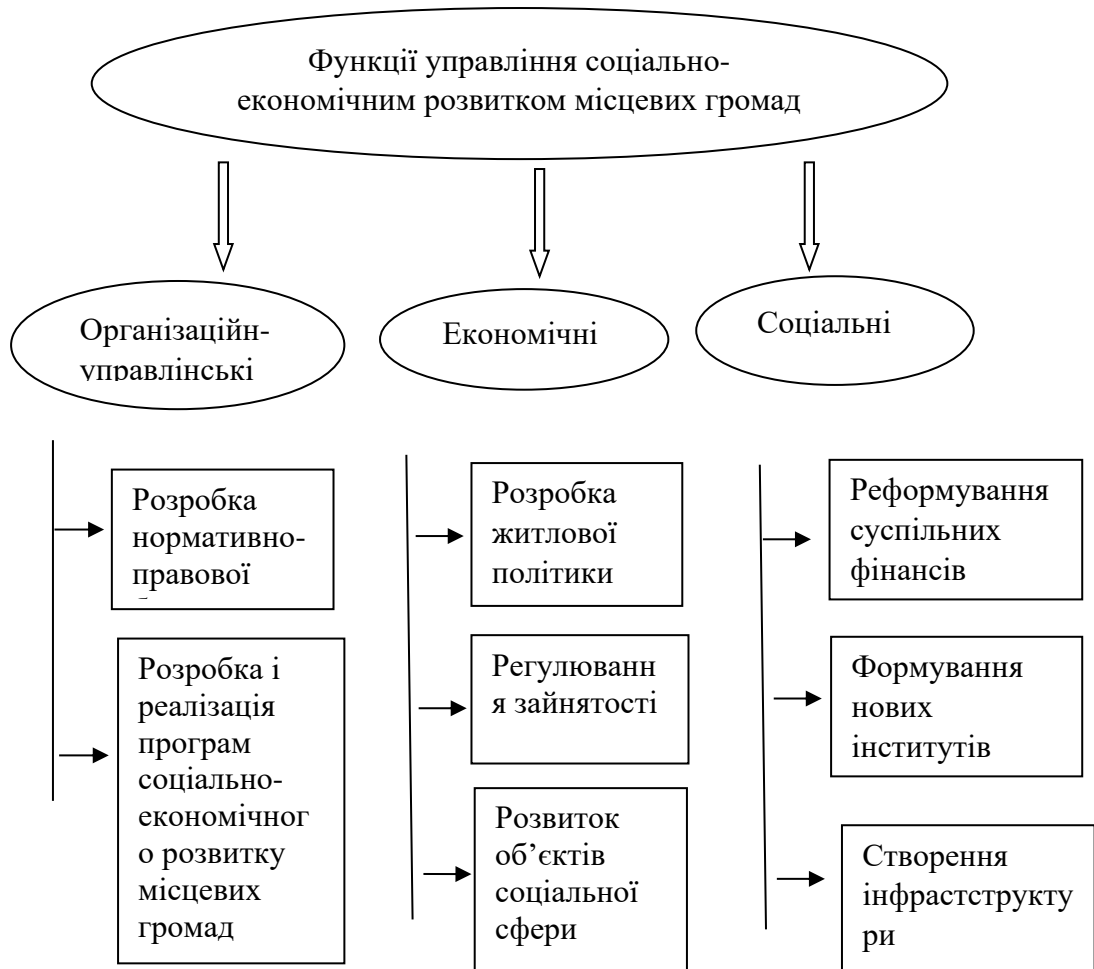 Функції управління соціально-
економічним розвитком місцевих громад
Організаційн-
управлінські
Економічні
Соціальні
Розробка
нормативно-
правової
Розробка і
реалізація
програм
соціально-
економічног
о розвитку
місцевих
громад
Розробка
житлової
політики
Регулюванн
я зайнятості
Розвиток
об’єктів
соціальної
сфери
Реформування
суспільних
фінансів
Формування
нових
інститутів
Створення
інфрастструкту
ри